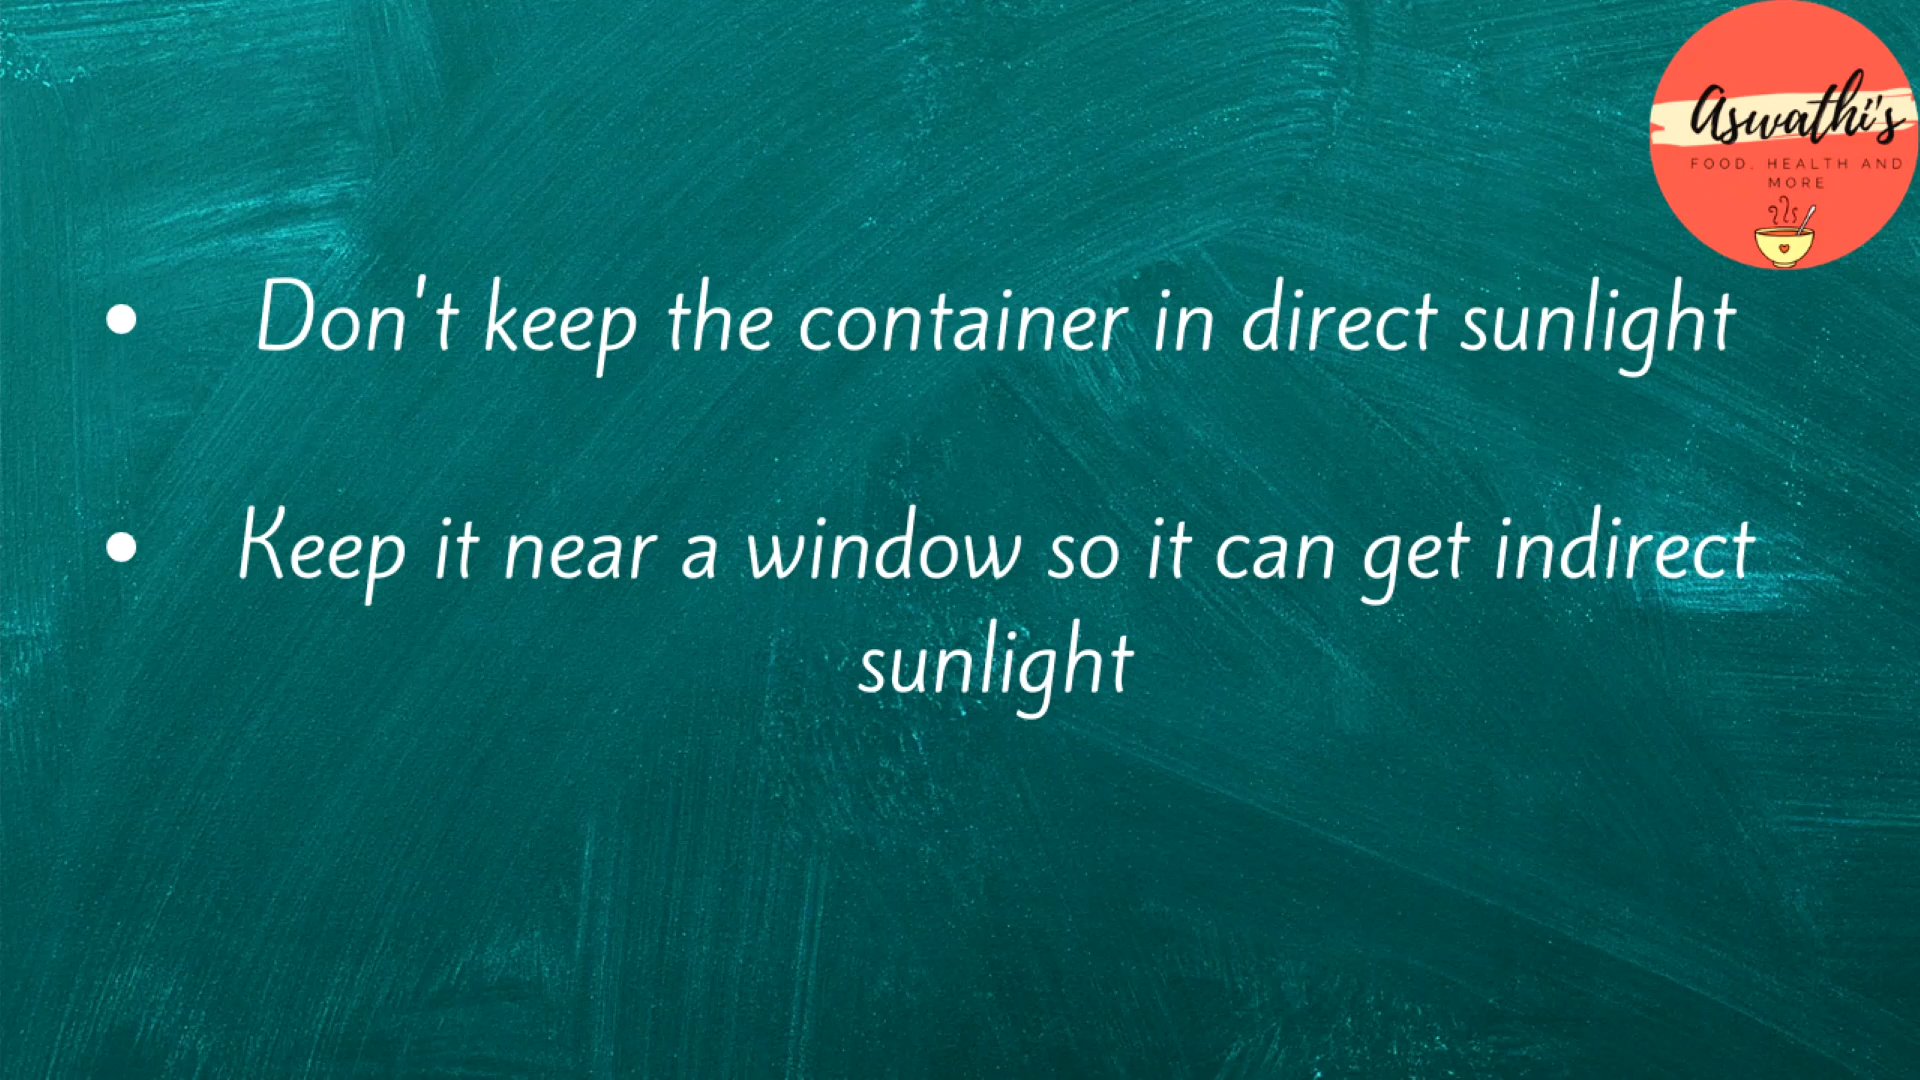 aswathi's
FOOD, HEALTH AND
MORE
• Don't keep the container in direct sunlight
• Keep it near a window so it can get indirect
sunlight